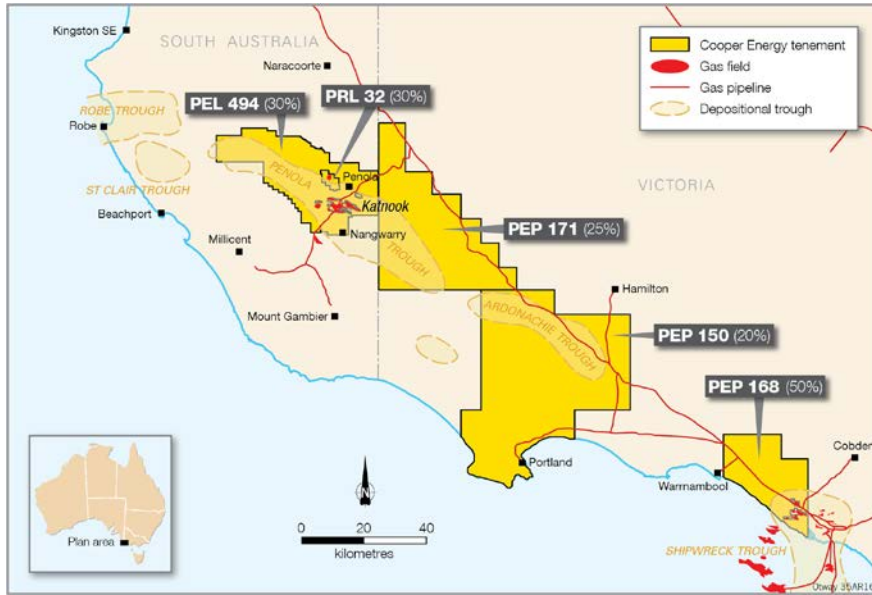 Kingston SE
SOUTH AUSTRALIA
Naracoorte
Cooper Energy tenement
Gas field
Gas pipeline
Depositional trough
PEL 494 (30%)
PRL 32 (30%)
ROBE TROUGH
Robe
PENOLA
Penola
VICTORIA
ST CLAIR TROUGH
Beachport
Katnook
Millicent
Nangwarry
PEP 171 (25%)
TROUGH
Hamilton
Mount Gambier
ARDONACHIE TROUGH
PEP 150 (20%)
PEP 168 (50%)
Cobden
Portland
Warrnambool
N
Plan area
0 20 40
kilometres
SHIPWRECK TROUGH
Otway 35AR16